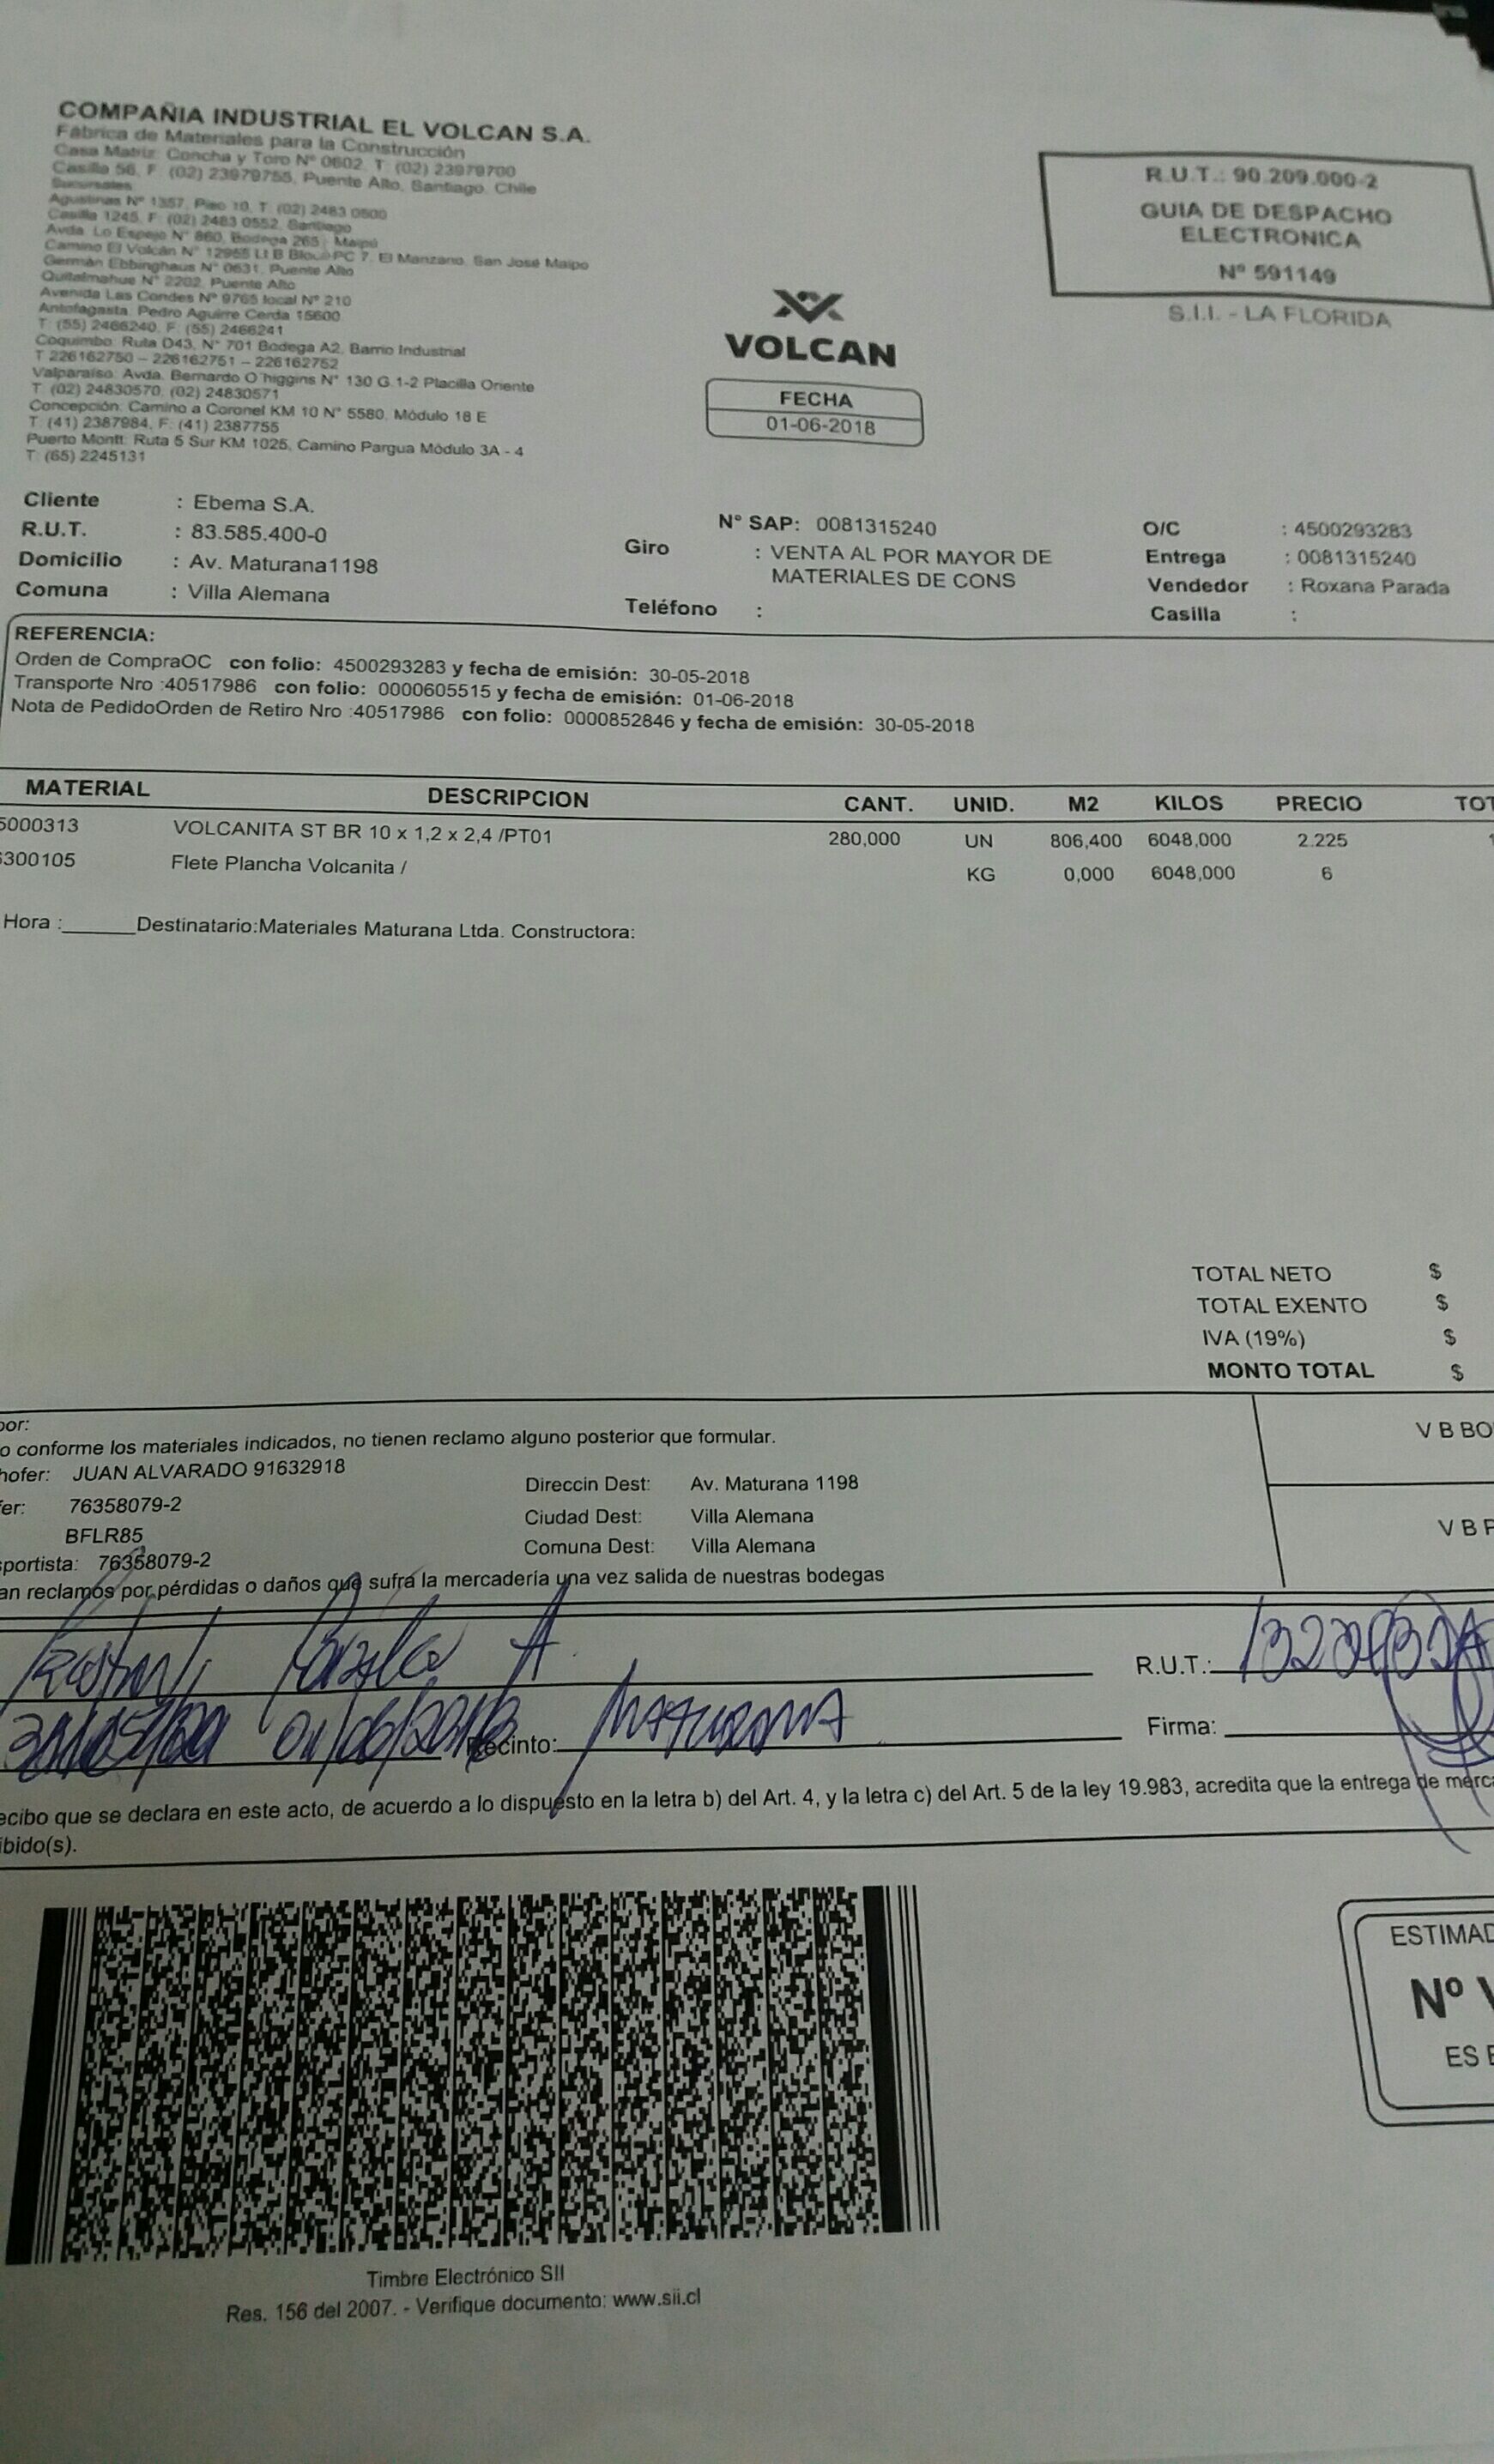 COMPAÑIA INDUSTRIAL EL VOLCAN S.A.
Fábrica de Materiales para la Construcción
Casa Matriz: Concha y Toro N° 0602, T: (02) 23979700
Casilla 56, F: (02) 23979755, Puente Alto, Santiago, Chile
Sucursales
Agustinas N° 1357, Piso 10, T: (02) 2483 0500
Casilla 1245, F: (02) 2483 0552, Santiago
Avda. Lo Espejo N° 860, Bodega 265, Maipú
Camino El Volcán N° 12965 Lt B PC 7, El Manzano, San José Maipo
Germán Ebbinghaus N° 0631, Puente Alto
Quitalmahue N° 2202, Puente Alto
Avenida Las Condes N° 9765 local N° 210
Antofagasta: Pedro Aguirre Cerda 15600
T: (55) 2466240, F: (55) 2466241
Coquimbo: Ruta D43, N° 701 Bodega A2, Barrio Industrial
T 226162750 – 226162751 – 226162752
Valparaíso: Avda. Bernardo O´higgins N° 130 G.1-2 Placilla Oriente
T: (02) 24830570, (02) 24830571
Concepción: Camino a Coronel KM 10 N° 5580, Módulo 18 E
T: (41) 2387984, F: (41) 2387755
Puerto Montt: Ruta 5 Sur KM 1025, Camino Pargua Módulo 3A - 4
T: (65) 2245131
VOLCAN
FECHA
01-06-2018
R.U.T.: 90.209.000-2
GUIA DE DESPACHO
ELECTRONICA
N° 591149
S.I.I. - LA FLORIDA
Cliente : Ebema S.A.
R.U.T. : 83.585.400-0
Domicilio : Av. Maturana1198
Comuna : Villa Alemana
N° SAP: 0081315240
Giro : VENTA AL POR MAYOR DE
MATERIALES DE CONS
Teléfono :
O/C : 4500293283
Entrega : 0081315240
Vendedor : Roxana Parada
Casilla :
REFERENCIA:
Orden de CompraOC con folio: 4500293283 y fecha de emisión: 30-05-2018
Transporte Nro :40517986 con folio: 0000605515 y fecha de emisión: 01-06-2018
Nota de PedidoOrden de Retiro Nro :40517986 con folio: 0000852846 y fecha de emisión: 30-05-2018
MATERIAL DESCRIPCION CANT. UNID. M2 KILOS PRECIO TOT
5000313 VOLCANITA ST BR 10 x 1,2 x 2,4 /PT01 280,000 UN 806,400 6048,000 2.225 1
300105 Flete Plancha Volcanita / KG 0,000 6048,000 6
Hora :______Destinatario:Materiales Maturana Ltda. Constructora:
TOTAL NETO $
TOTAL EXENTO $
IVA (19%) $
MONTO TOTAL $
por:
o conforme los materiales indicados, no tienen reclamo alguno posterior que formular.
hofer: JUAN ALVARADO 91632918
fer: 76358079-2
BFLR85
sportista: 76358079-2
Direccin Dest: Av. Maturana 1198
Ciudad Dest: Villa Alemana
Comuna Dest: Villa Alemana
V B BO
V B P
an reclamos por pérdidas o daños que sufra la mercadería una vez salida de nuestras bodegas
A
R.U.T.:
01/06/2018 Recinto: MATURANA
Firma:
ecibo que se declara en este acto, de acuerdo a lo dispuesto en la letra b) del Art. 4, y la letra c) del Art. 5 de la ley 19.983, acredita que la entrega de merca
ibido(s).
Timbre Electrónico SII
Res. 156 del 2007. - Verifique documento: www.sii.cl
ESTIMAD
Nº V
ES E